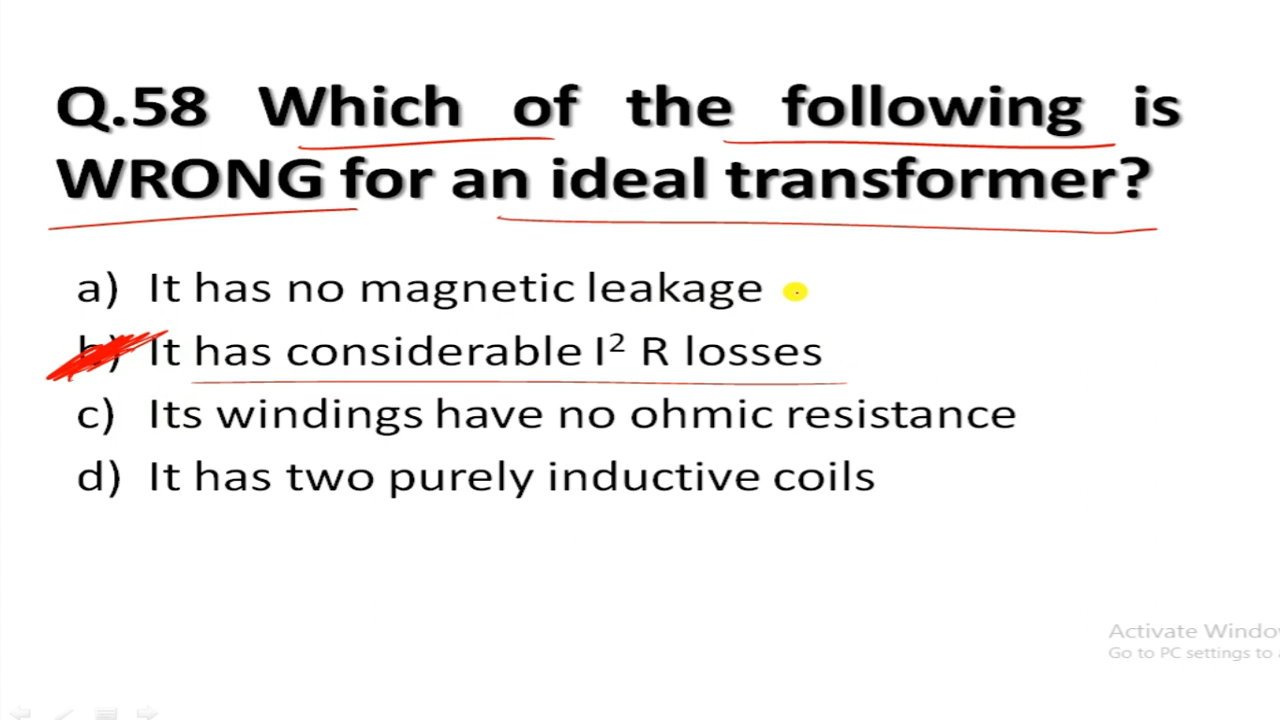 Q.58 Which of the following is
WRONG for an ideal transformer?
a) It has no magnetic leakage
b) It has considerable I² R losses
c) Its windings have no ohmic resistance
d) It has two purely inductive coils
Activate Windo
Go to PC settings to